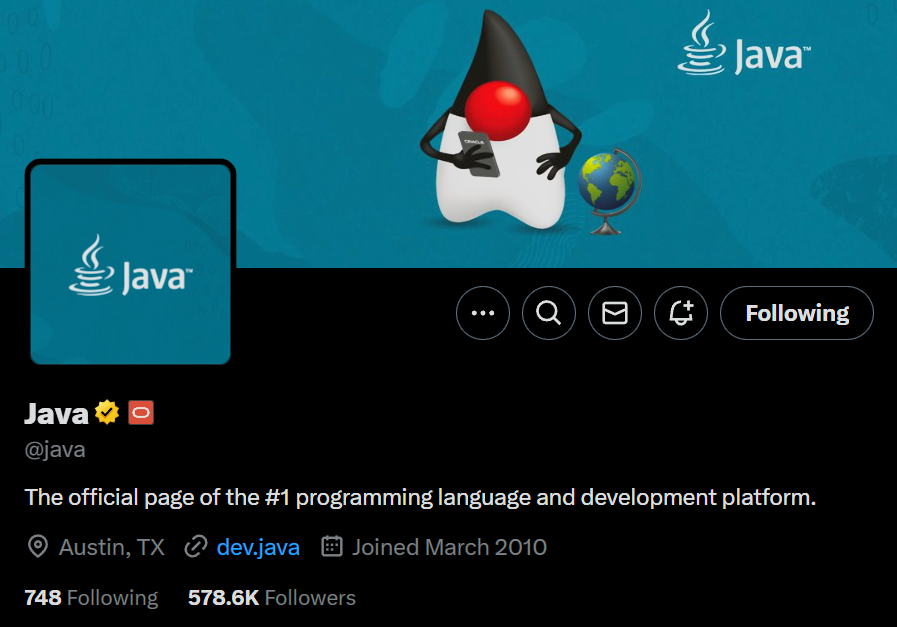 Java™
ORACLE
Java™
Following
Java
@java
The official page of the #1 programming language and development platform.
Austin, TX dev.java Joined March 2010
748 Following 578.6K Followers